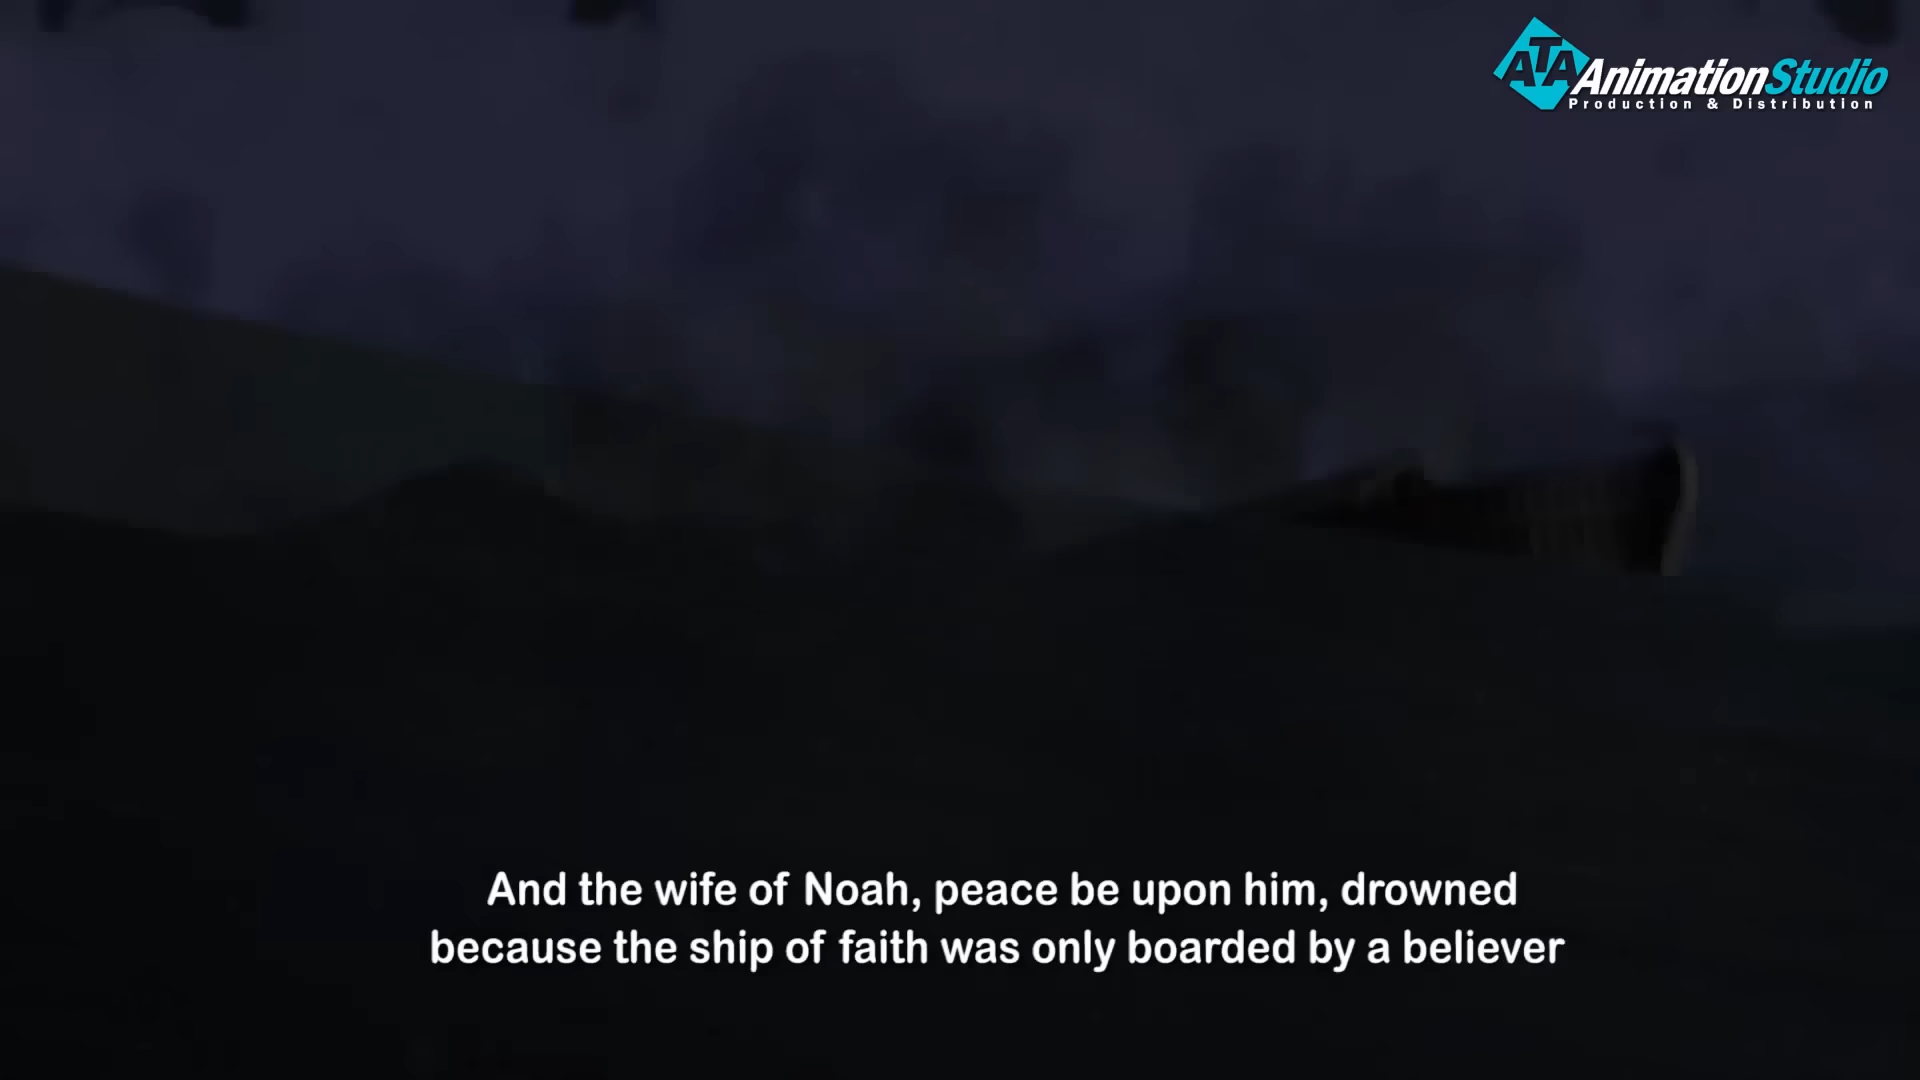 ATA AnimationStudio
Production & Distribution
And the wife of Noah, peace be upon him, drowned
because the ship of faith was only boarded by a believer